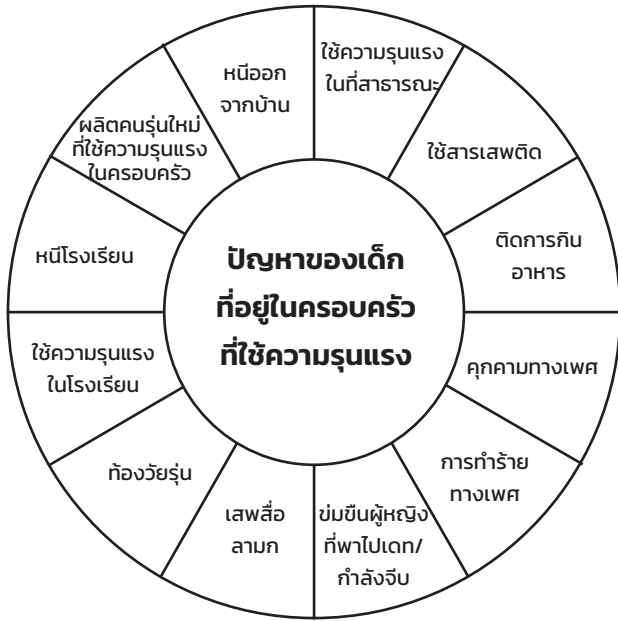 ใช้ความรุนแรง
ในที่สาธารณะ
ใช้สารเสพติด
ติดการกิน
อาหาร
คุกคามทางเพศ
การทำร้าย
ทางเพศ
ข่มขืนผู้หญิง
ที่พาไปเดท/
กำลังจีบ
เสพสื่อ
ลามก
ท้องวัยรุ่น
ใช้ความรุนแรง
ในโรงเรียน
หนีโรงเรียน
ผลิตคนรุ่นใหม่
ที่ใช้ความรุนแรง
ในครอบครัว
หนีออก
จากบ้าน
ปัญหาของเด็ก
ที่อยู่ในครอบครัว
ที่ใช้ความรุนแรง